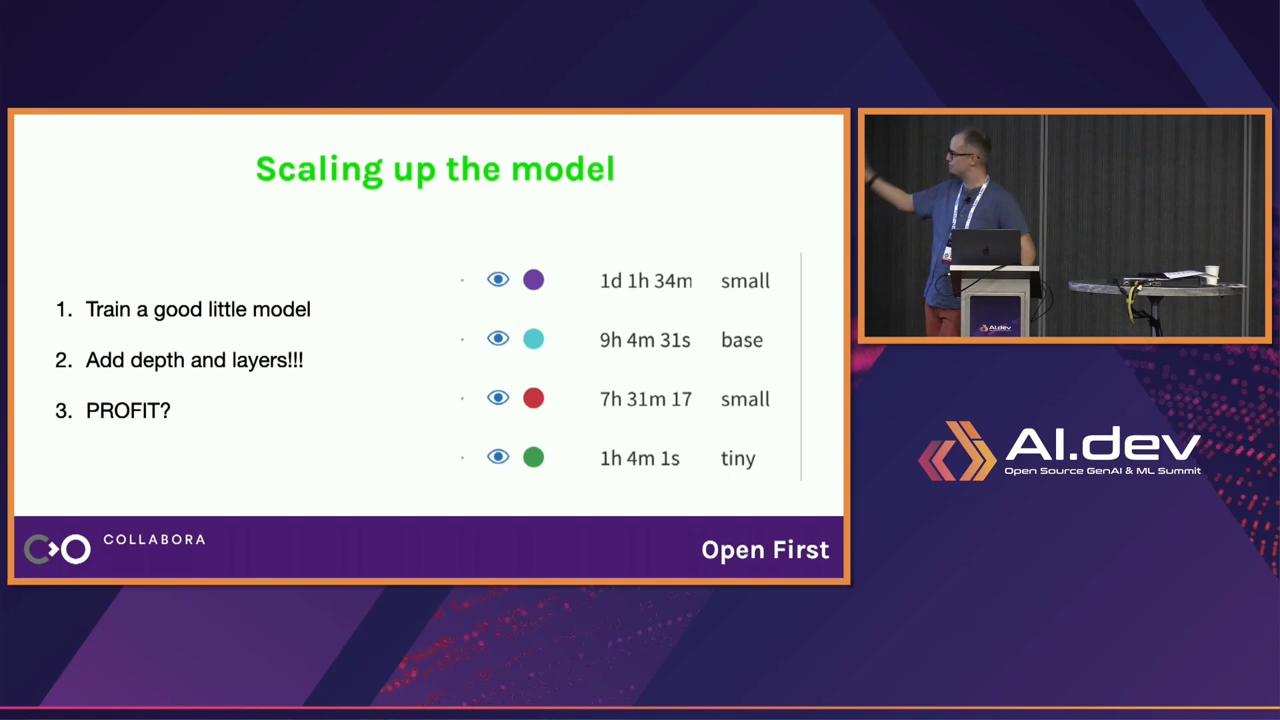 Scaling up the model
1. Train a good little model
2. Add depth and layers!!!
3. PROFIT?
1d 1h 34m small
9h 4m 31s base
7h 31m 17 small
1h 4m 1s tiny
COLLABORA
Open First
AI.dev
AI.dev
Open Source GenAI & ML Summit